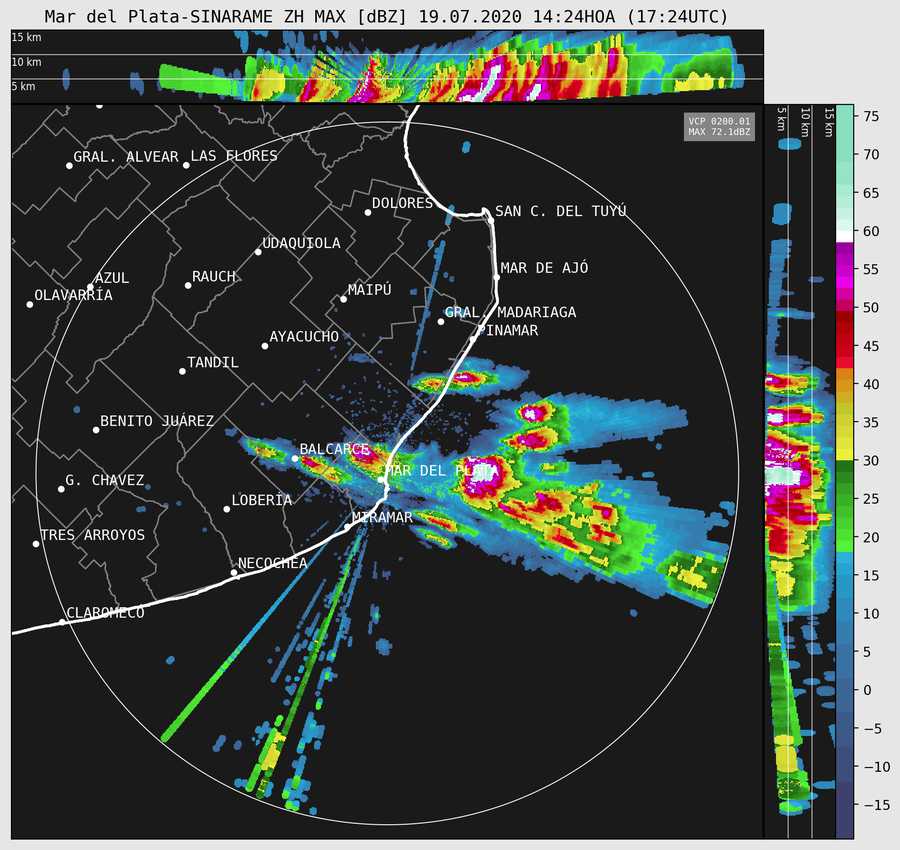 Mar del Plata-SINARAME ZH MAX [dBZ] 19.07.2020 14:24HOA (17:24UTC)
15 km
10 km
5 km
VCP 0200.01
MAX 72.1dBZ
5 km
10 km
15 km
GRAL. ALVEAR
LAS FLORES
DOLORES
SAN C. DEL TUYÚ
UDAQUIOLA
MAR DE AJÓ
AZUL
RAUCH
OLAVARRÍA
MAIPÚ
GRAL. MADARIAGA
PINAMAR
AYACUCHO
TANDIL
BENITO JUÁREZ
BALCARCE
MAR DEL PLATA
G. CHAVEZ
LOBERÍA
MIRAMAR
TRES ARROYOS
NECOCHEA
CLAROMECÓ
75
70
65
60
55
50
45
40
35
30
25
20
15
10
5
0
−5
−10
−15